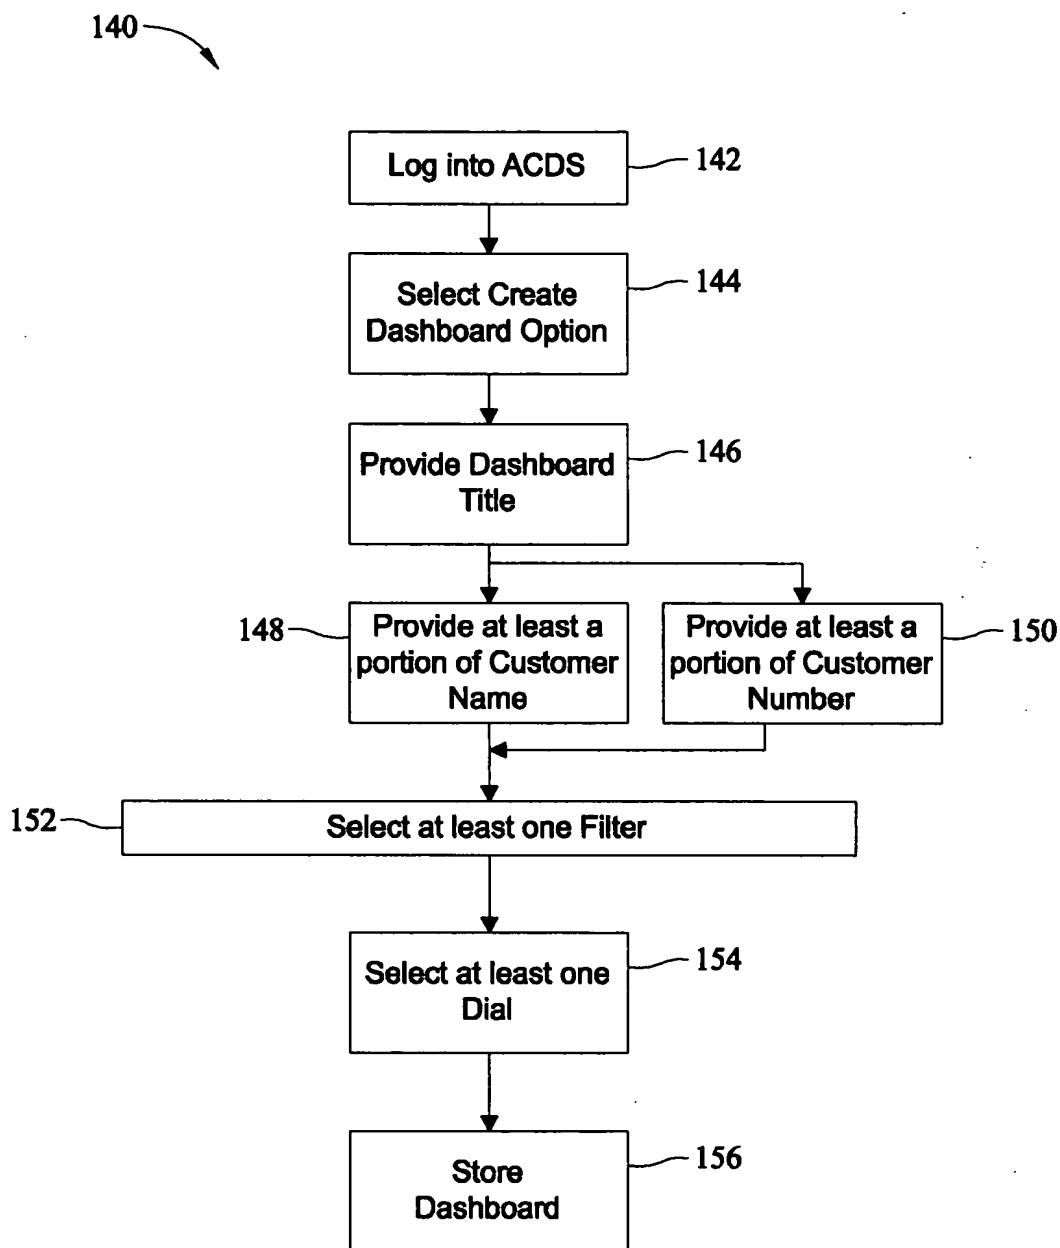 140
Log into ACDS
142
Select Create
Dashboard Option
144
Provide Dashboard
Title
146
148
Provide at least a
portion of Customer
Name
Provide at least a
portion of Customer
Number
150
152
Select at least one Filter
Select at least one
Dial
154
Store
Dashboard
156